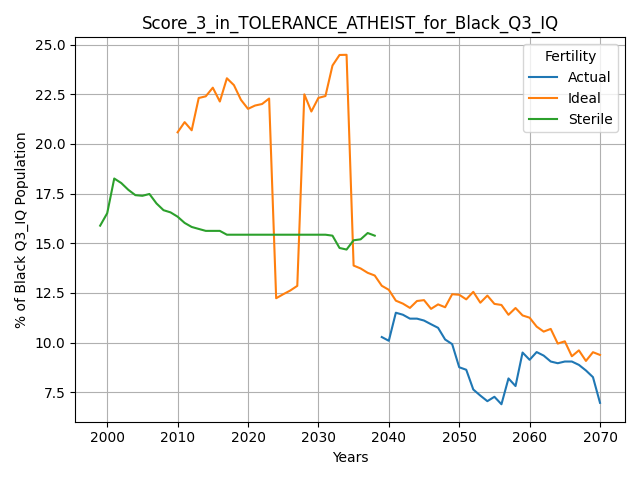 Score_3_in_TOLERANCE_ATHEIST_for_Black_Q3_IQ
25.0
22.5
20.0
17.5
15.0
12.5
10.0
7.5
% of Black Q3_IQ Population
Fertility
Actual
Ideal
Sterile
2000 2010 2020 2030 2040 2050 2060 2070
Years